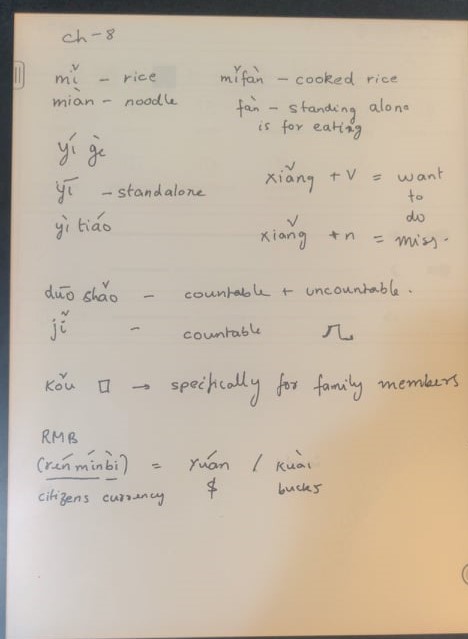 ch-8
mǐ - rice
mǐfàn - cooked rice
miàn - noodle
fàn - standing alone
is for eating
yí gè
yī - standalone
xiǎng + V = want
to
do
yì tiáo
xiǎng + n = miss.
duō shǎo - countable + uncountable.
jǐ - countable 几
kǒu 口 → specifically for family members
RMB
(rénmínbì) = yuán / kuài
citizens currency $ bucks